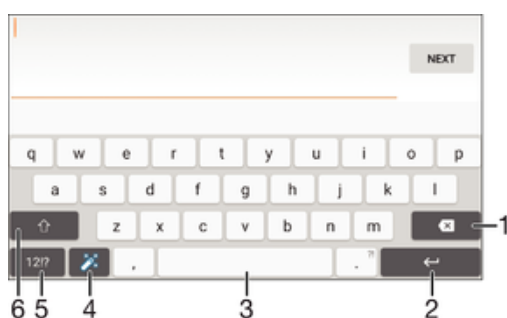 NEXT
q w e r t y u i o p
a s d f g h j k l
z x c v b n m 1
12!? , . ?!
6 5 4 3 2